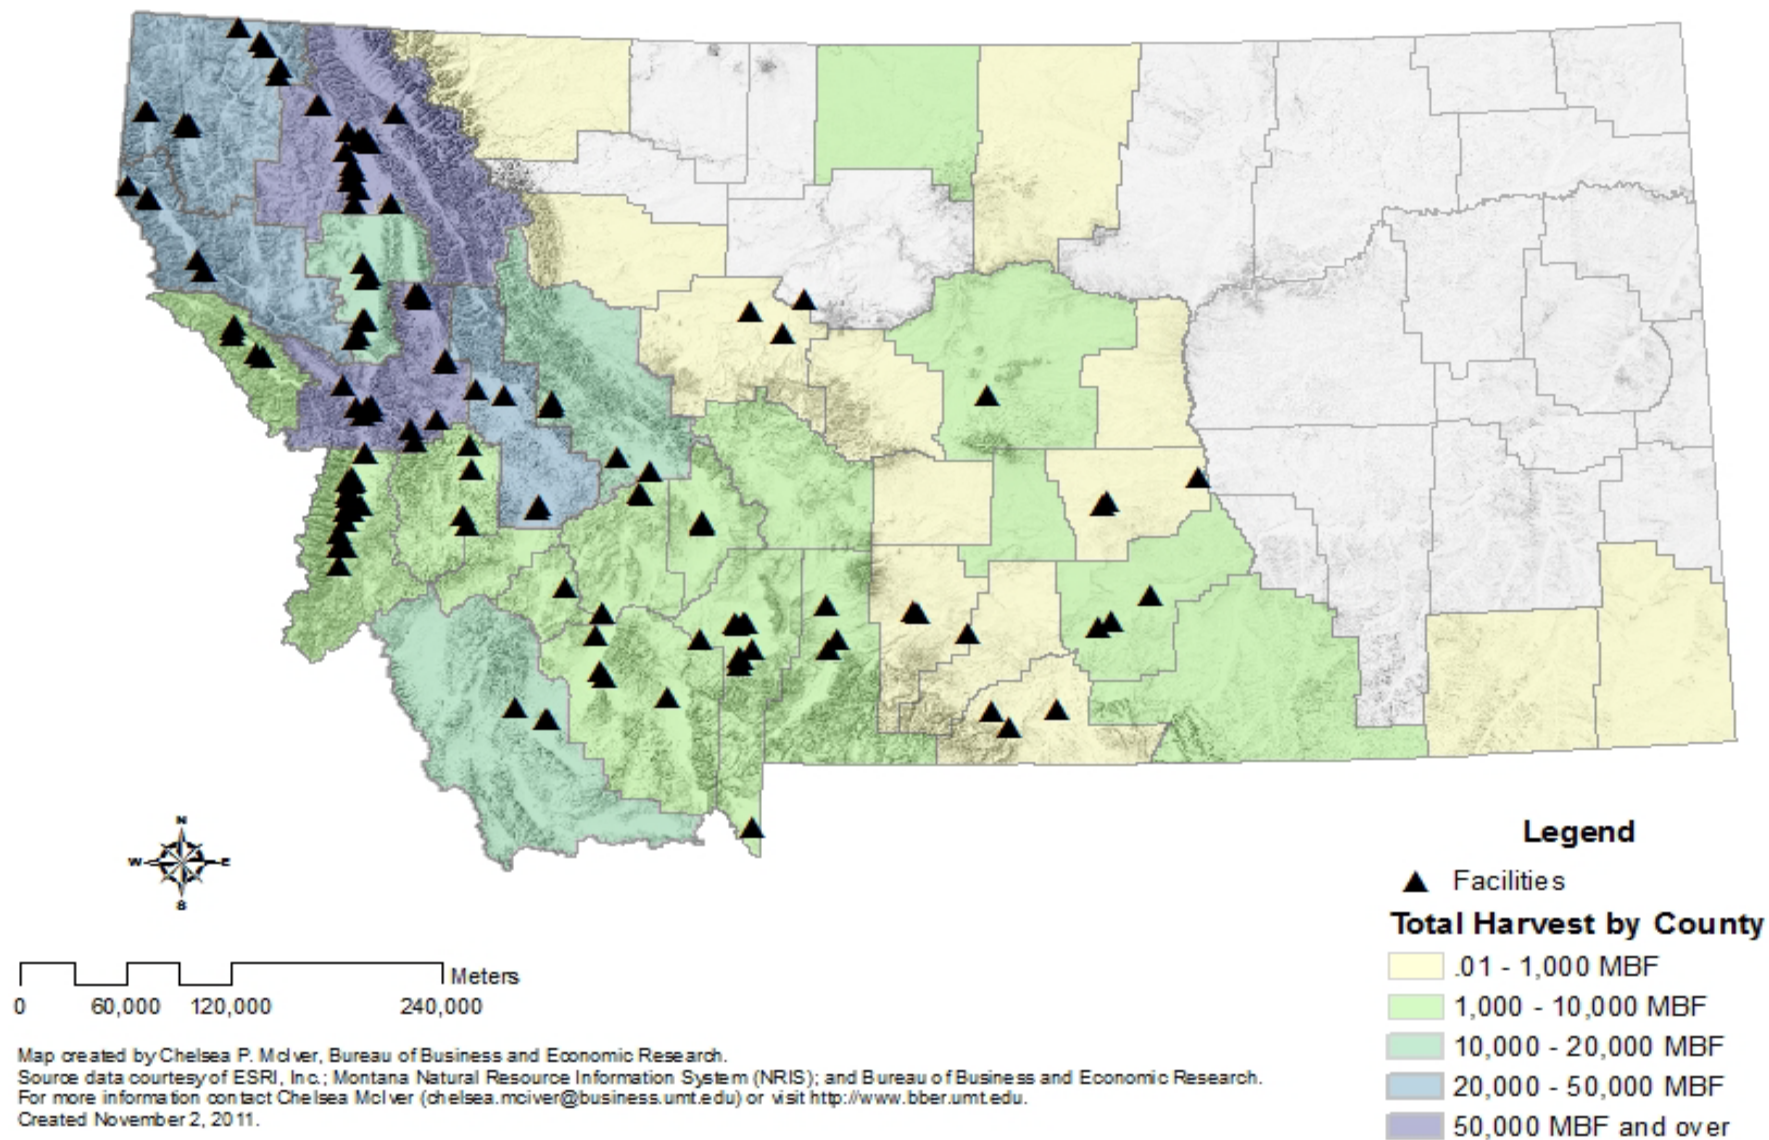 N
W
E
S
0
60,000
120,000
240,000
Meters
Map created by Chelsea P. McIver, Bureau of Business and Economic Research.
Source data courtesy of ESRI, Inc.; Montana Natural Resource Information System (NRIS); and Bureau of Business and Economic Research.
For more information contact Chelsea McIver (chelsea.mciver@business.umt.edu) or visit http://www.bber.umt.edu.
Created November 2, 2011.
Legend
Facilities
Total Harvest by County
.01 - 1,000 MBF
1,000 - 10,000 MBF
10,000 - 20,000 MBF
20,000 - 50,000 MBF
50,000 MBF and over